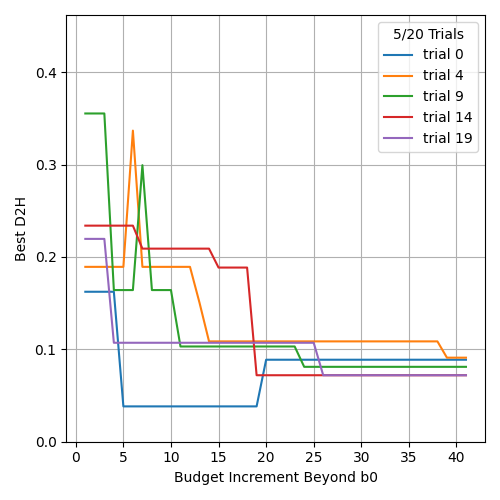 5/20 Trials
trial 0
trial 4
trial 9
trial 14
trial 19
Best D2H
0.4
0.3
0.2
0.1
0.0
0 5 10 15 20 25 30 35 40
Budget Increment Beyond b0